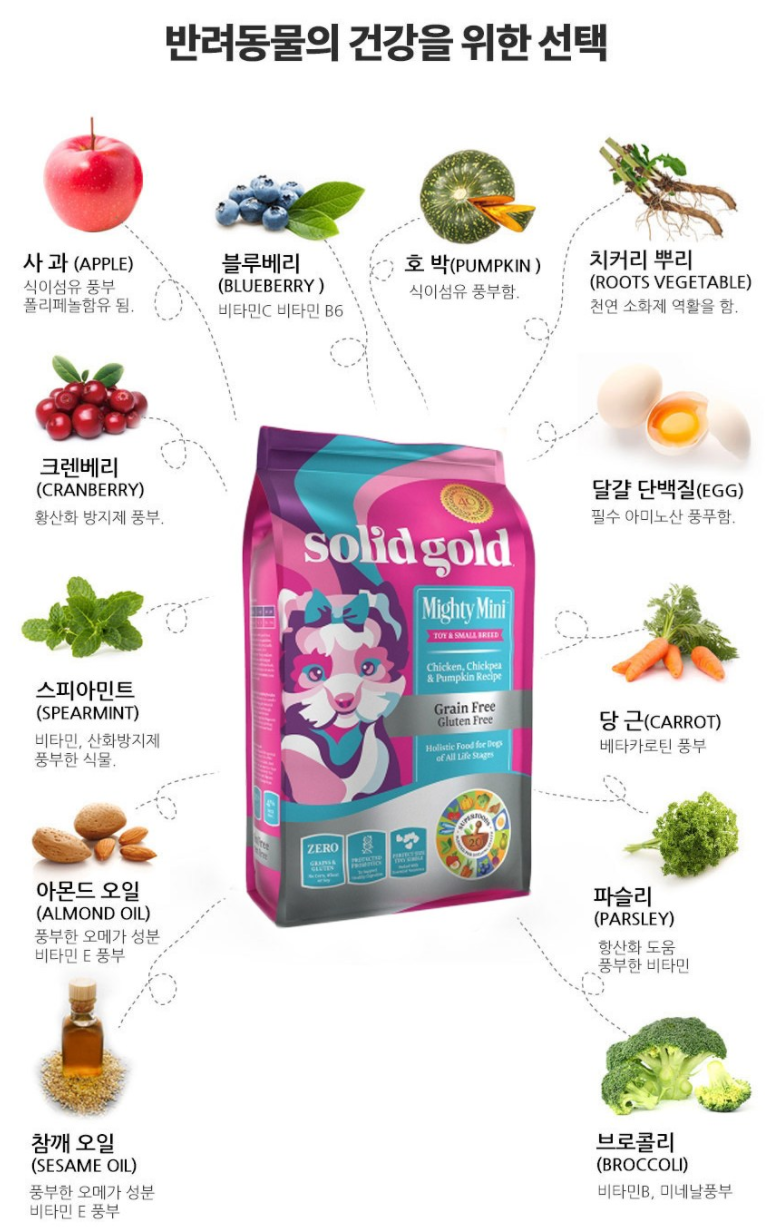 반려동물의 건강을 위한 선택
사 과 (APPLE)
식이섬유 풍부
폴리페놀함유 됨.
블루베리
(BLUEBERRY )
비타민C 비타민 B6
호 박(PUMPKIN )
식이섬유 풍부함.
치커리 뿌리
(ROOTS VEGETABLE)
천연 소화제 역활을 함.
크렌베리
(CRANBERRY)
황산화 방지제 풍부.
달걀 단백질(EGG)
필수 아미노산 풍푸함.
스피아민트
(SPEARMINT)
비타민, 산화방지제
풍부한 식물.
당 근(CARROT)
베타카로틴 풍부
아몬드 오일
(ALMOND OIL)
풍부한 오메가 성분
비타민 E 풍부
파슬리
(PARSLEY)
항산화 도움
풍부한 비타민
참깨 오일
(SESAME OIL)
풍부한 오메가 성분
비타민 E 풍부
브로콜리
(BROCCOLI)
비타민B, 미네날풍부
40
solid gold
Mighty Mini
TOY & SMALL BREED
Chicken, Chickpea
& Pumpkin Recipe
Grain Free
Gluten Free
Holistic Food for Dogs
of All Life Stages
ZERO
GRAINS &
GLUTEN
PROTECTED
PROBIOTICS
SUPERFOODS
20